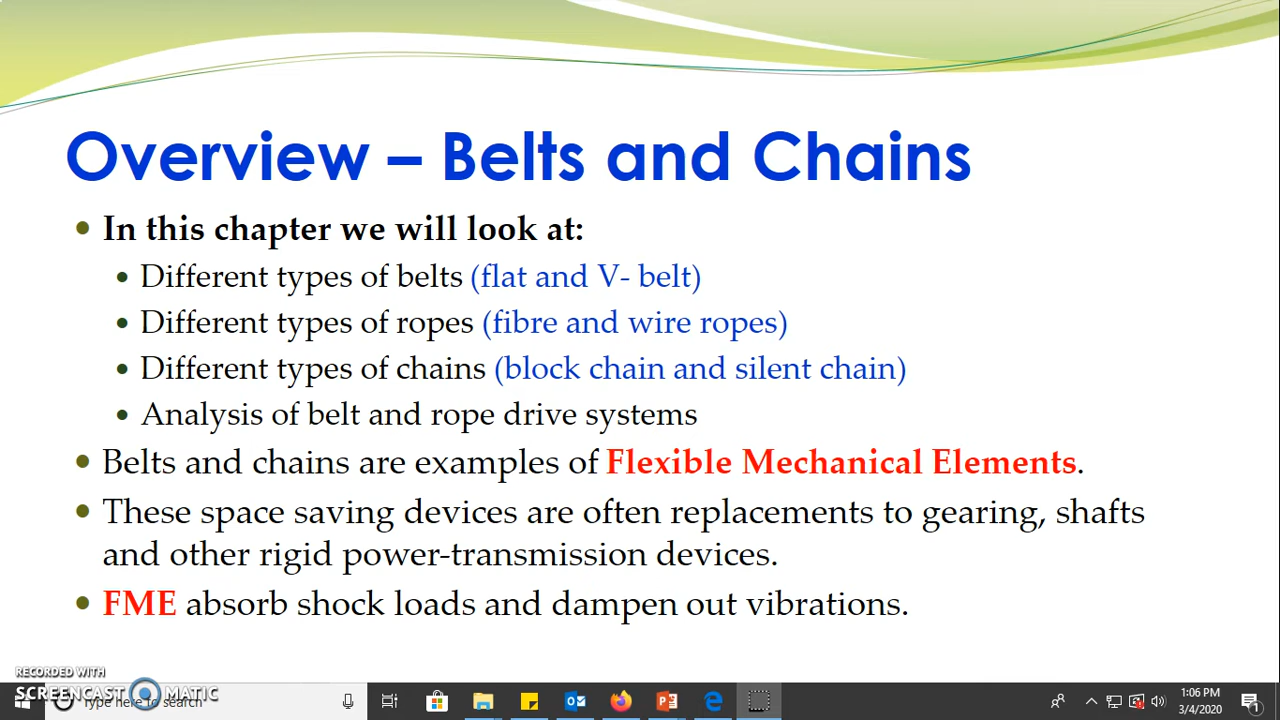 Overview – Belts and Chains
• In this chapter we will look at:
• Different types of belts (flat and V- belt)
• Different types of ropes (fibre and wire ropes)
• Different types of chains (block chain and silent chain)
• Analysis of belt and rope drive systems
• Belts and chains are examples of Flexible Mechanical Elements.
• These space saving devices are often replacements to gearing, shafts
and other rigid power-transmission devices.
• FME absorb shock loads and dampen out vibrations.
RECORDED WITH
SCREENCAST MATIC
Type here to search
1:06 PM
3/4/2020
1